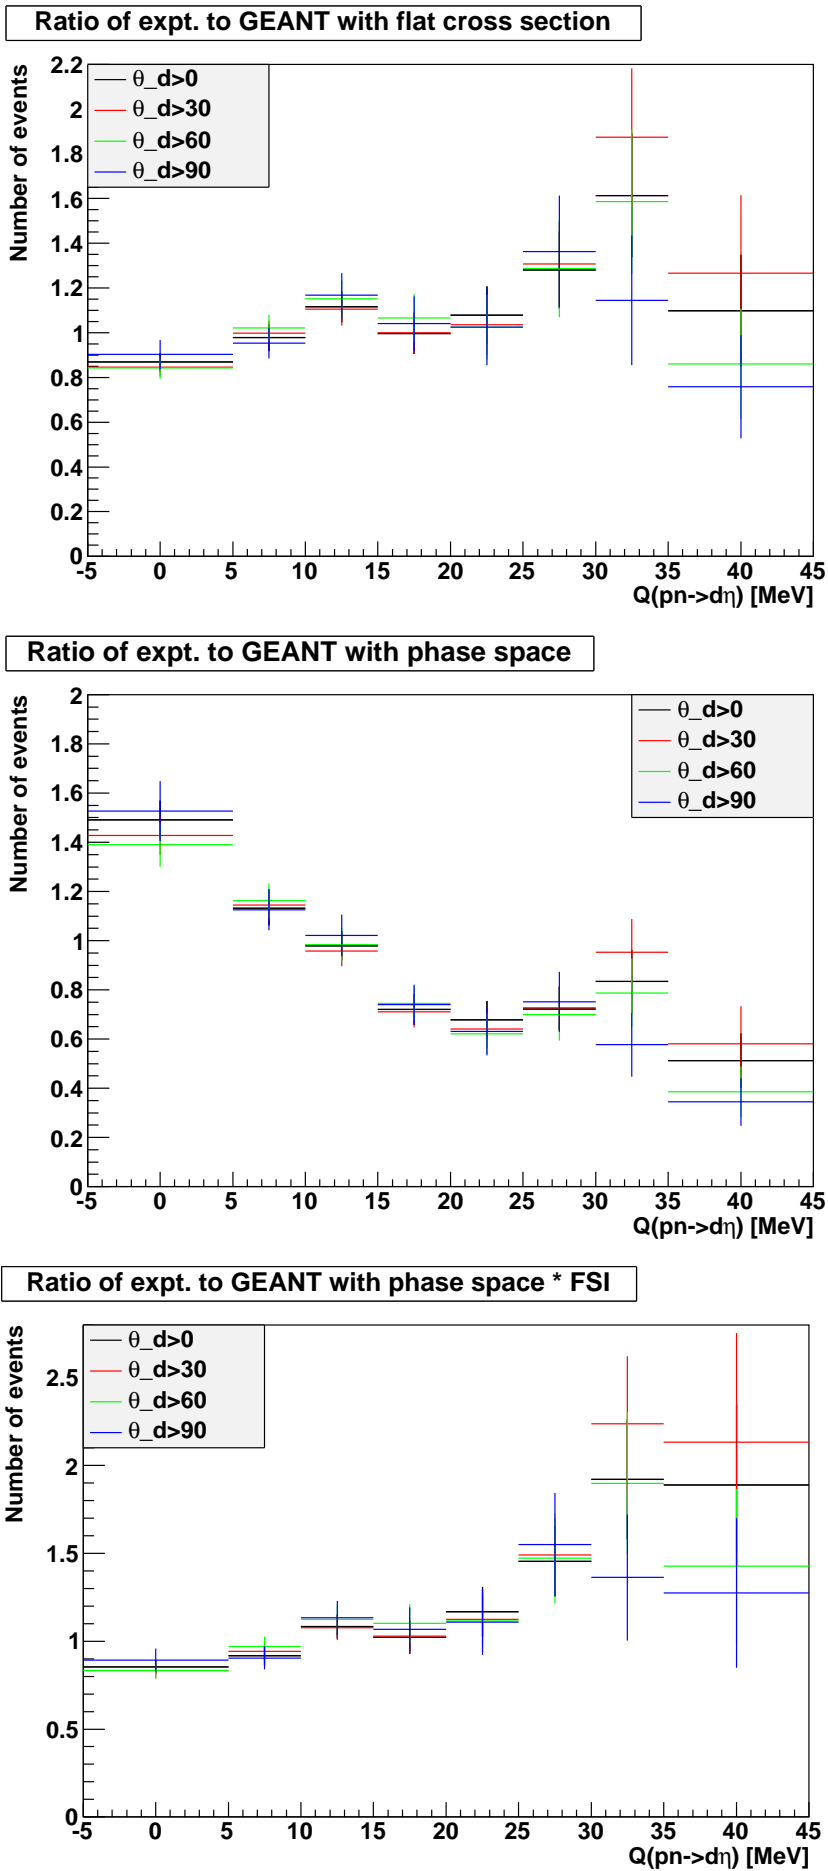 Ratio of expt. to GEANT with flat cross section
Number of events
θ_d>0
θ_d>30
θ_d>60
θ_d>90
2.2
2
1.8
1.6
1.4
1.2
1
0.8
0.6
0.4
0.2
0
-5 0 5 10 15 20 25 30 35 40 45
Q(pn->dη) [MeV]
Ratio of expt. to GEANT with phase space
Number of events
θ_d>0
θ_d>30
θ_d>60
θ_d>90
2
1.8
1.6
1.4
1.2
1
0.8
0.6
0.4
0.2
0
-5 0 5 10 15 20 25 30 35 40 45
Q(pn->dη) [MeV]
Ratio of expt. to GEANT with phase space * FSI
Number of events
θ_d>0
θ_d>30
θ_d>60
θ_d>90
2.5
2
1.5
1
0.5
0
-5 0 5 10 15 20 25 30 35 40 45
Q(pn->dη) [MeV]